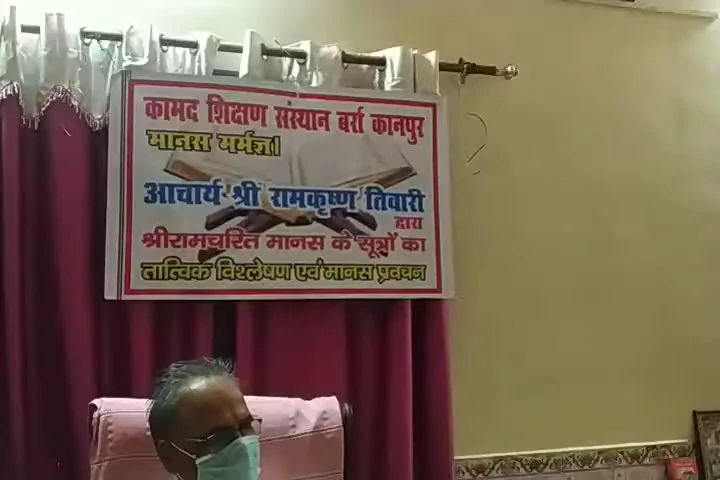 कामद शिक्षण संस्थान बर्रा कानपुर
मानस मर्मज्ञ।
आचार्य श्री रामकृष्ण तिवारी
द्वारा
श्रीरामचरित मानस के सूत्रों का
तात्विक विश्लेषण एवं मानस प्रवचन